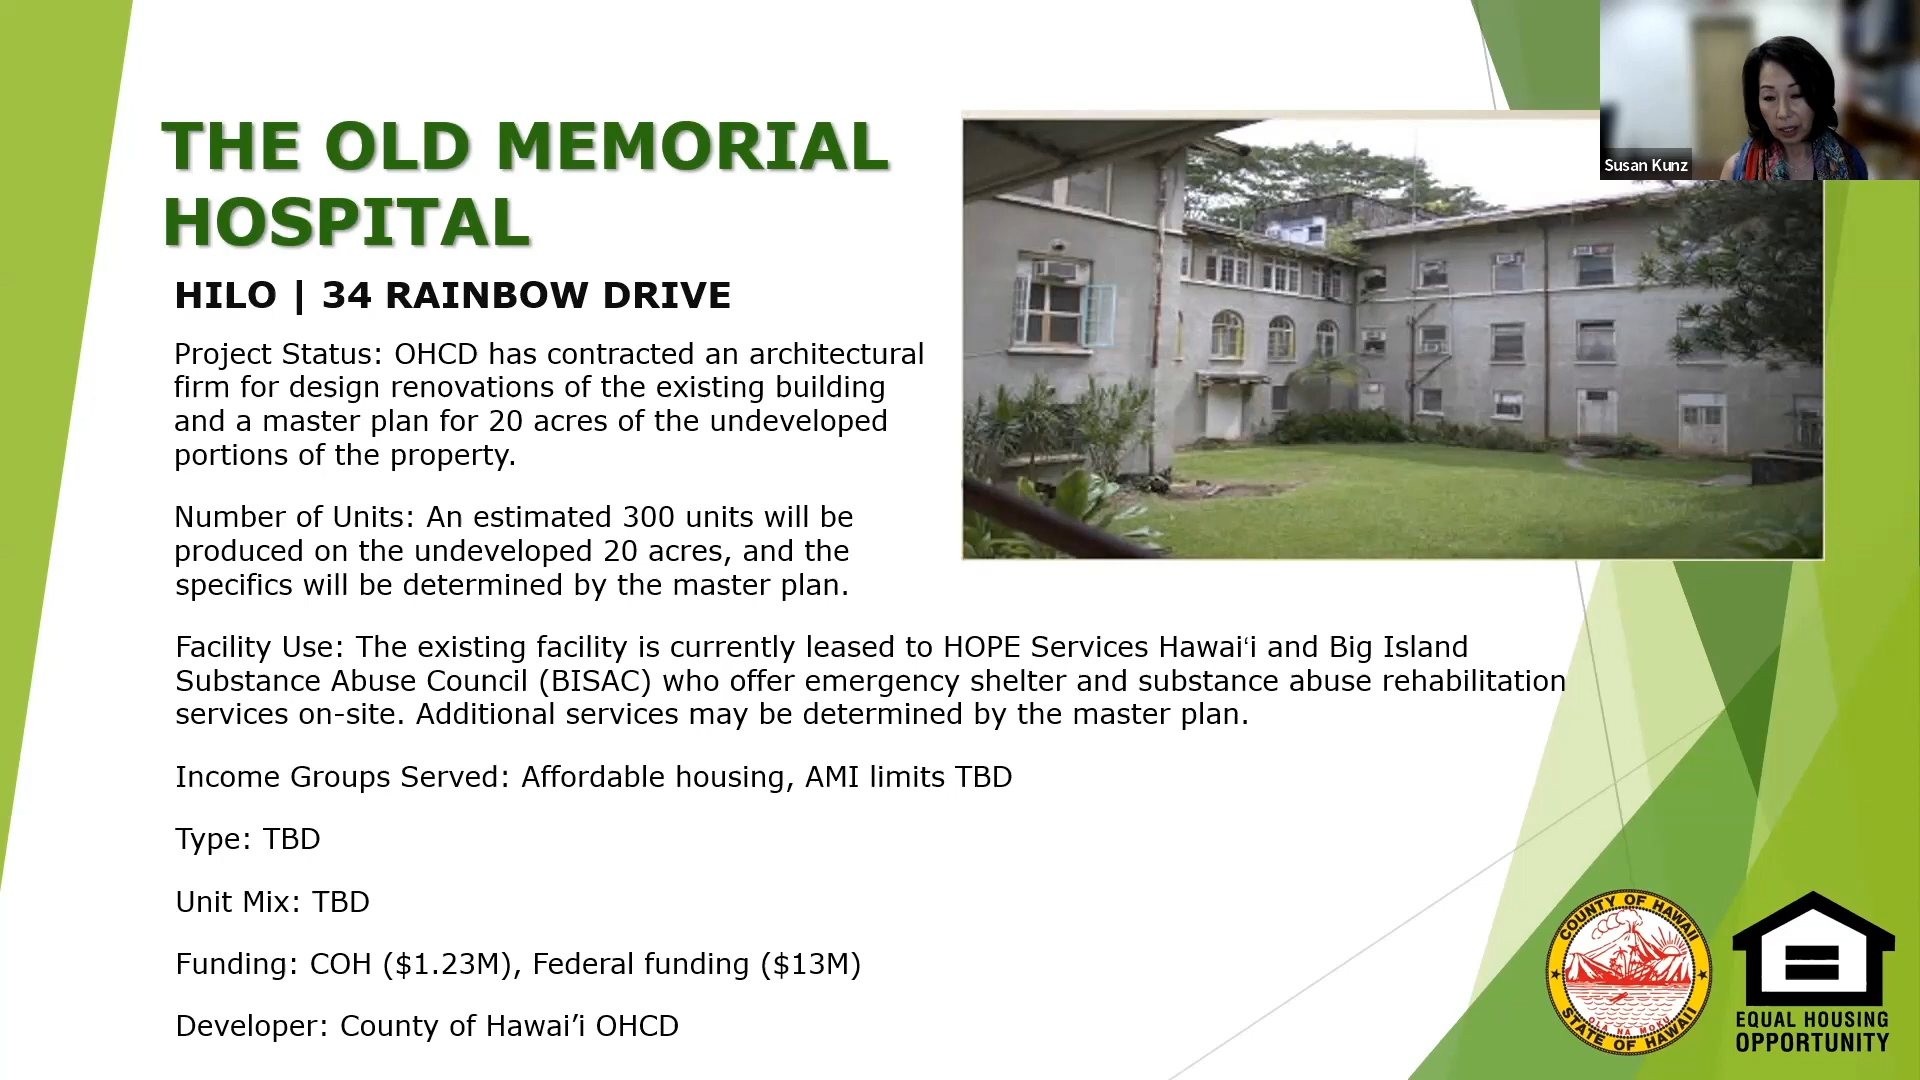 THE OLD MEMORIAL
HOSPITAL
HILO | 34 RAINBOW DRIVE
Project Status: OHCD has contracted an architectural
firm for design renovations of the existing building
and a master plan for 20 acres of the undeveloped
portions of the property.
Number of Units: An estimated 300 units will be
produced on the undeveloped 20 acres, and the
specifics will be determined by the master plan.
Facility Use: The existing facility is currently leased to HOPE Services Hawaiʻi and Big Island
Substance Abuse Council (BISAC) who offer emergency shelter and substance abuse rehabilitation
services on-site. Additional services may be determined by the master plan.
Income Groups Served: Affordable housing, AMI limits TBD
Type: TBD
Unit Mix: TBD
Funding: COH ($1.23M), Federal funding ($13M)
Developer: County of Hawai’i OHCD
Susan Kunz
COUNTY OF HAWAII
OLA NA MOKU
STATE OF HAWAII
EQUAL HOUSING
OPPORTUNITY